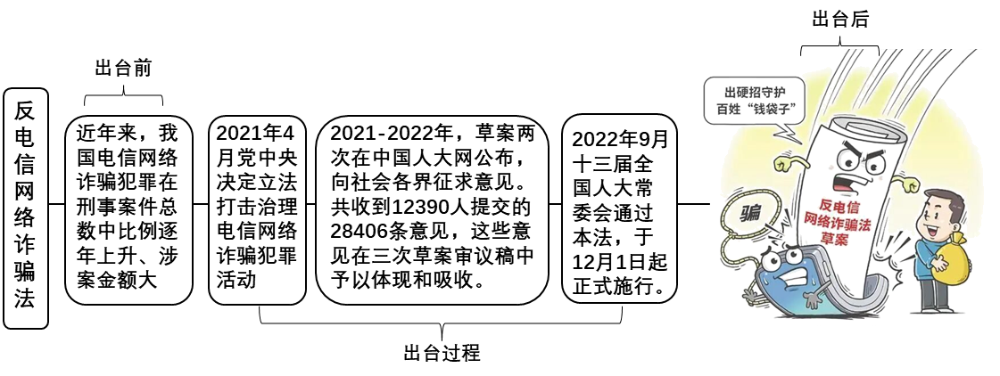 反电信网络诈骗法
出台前
近年来，我
国电信网络
诈骗犯罪在
刑事案件总
数中比例逐
年上升、涉
案金额大
2021年4
月党中央
决定立法
打击治理
电信网络
诈骗犯罪
活动
2021-2022年，草案两
次在中国人大网公布，
向社会各界征求意见。
共收到12390人提交的
28406条意见，这些意
见在三次草案审议稿中
予以体现和吸收。
2022年9月
十三届全
国人大常
委会通过
本法，于
12月1日起
正式施行。
出台过程
出台后
出硬招守护
百姓“钱袋子”
骗
反电信
网络诈骗法
草案